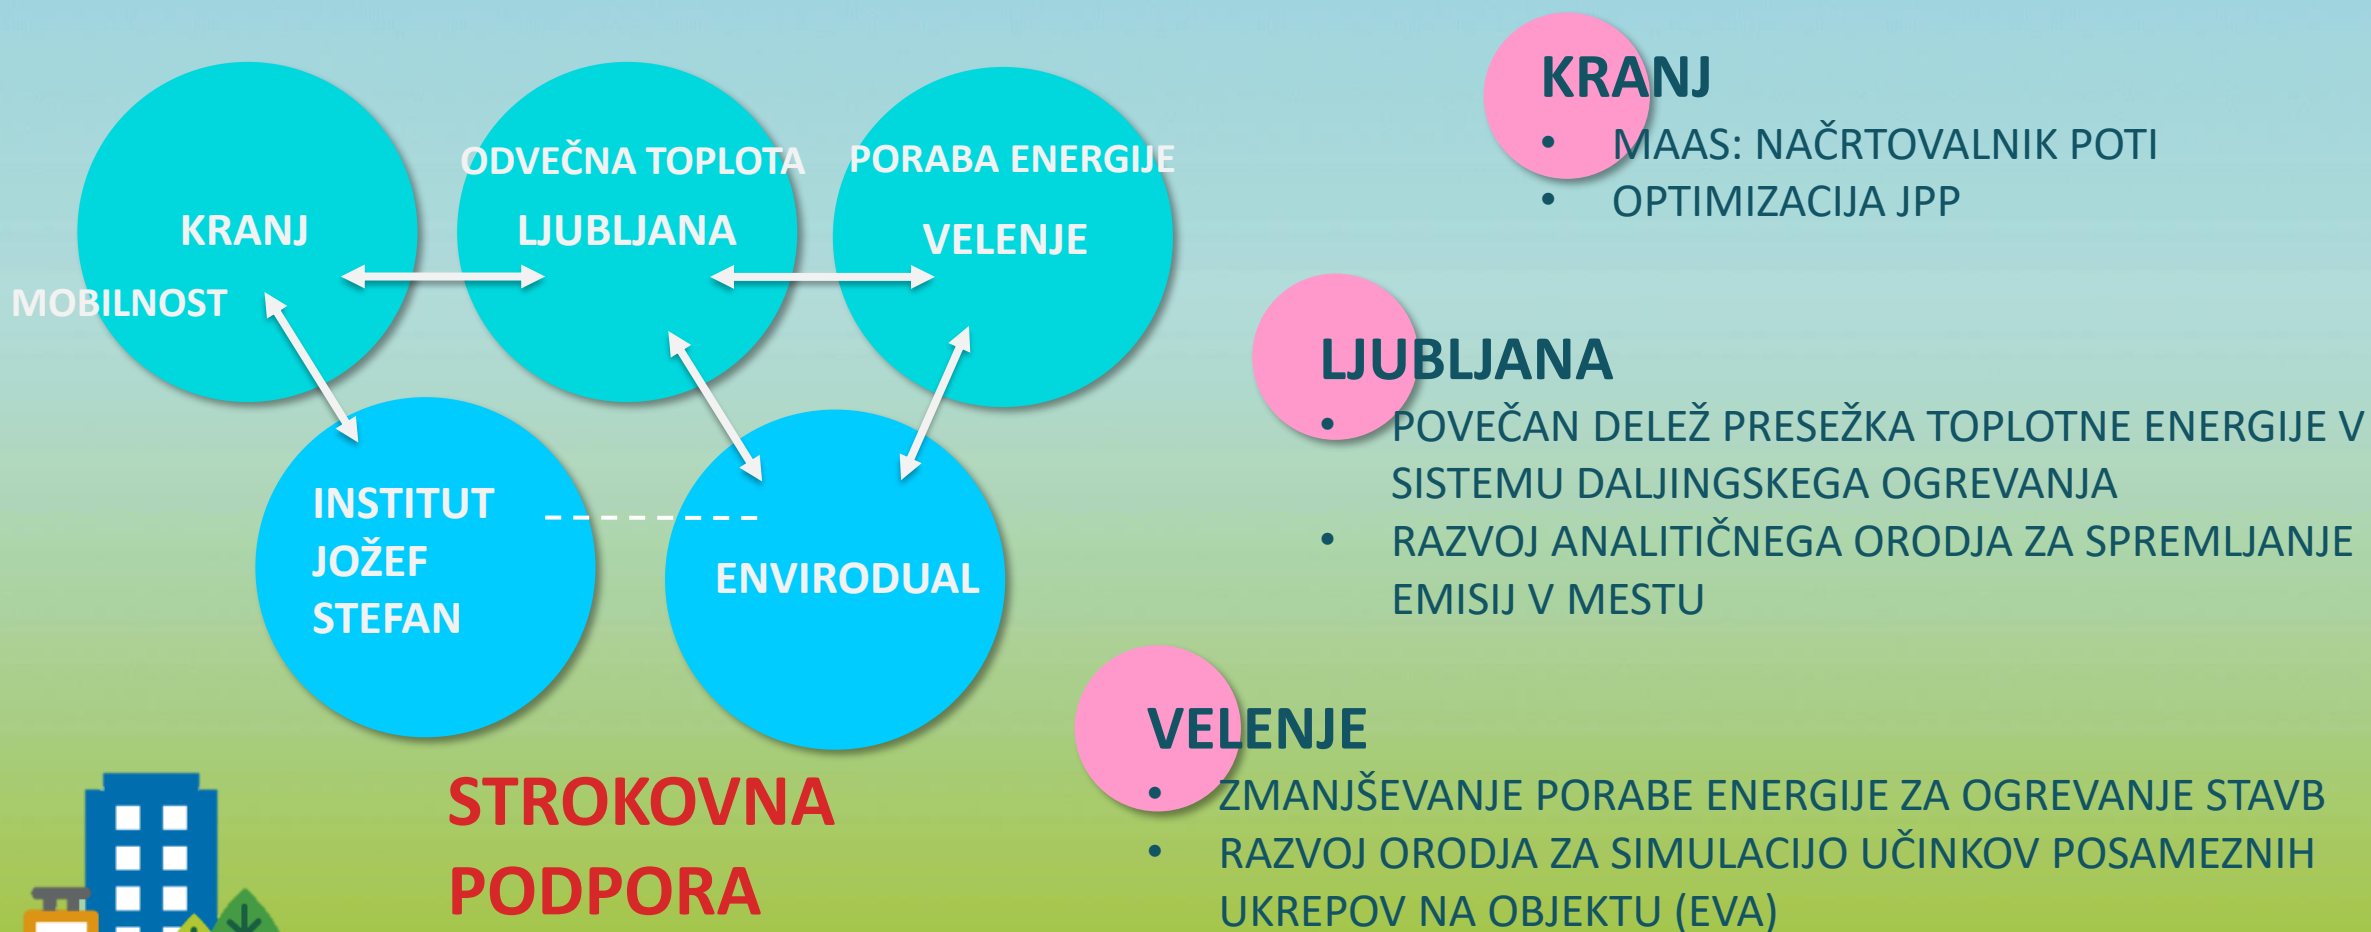 KRANJ
MOBILNOST
ODVEČNA TOPLOTA
LJUBLJANA
PORABA ENERGIJE
VELENJE
INSTITUT
JOŽEF
STEFAN
ENVIRODUAL
STROKOVNA
PODPORA
KRANJ
• MAAS: NAČRTOVALNIK POTI
• OPTIMIZACIJA JPP
LJUBLJANA
• POVEČAN DELEŽ PRESEŽKA TOPLOTNE ENERGIJE V
SISTEMU DALJINGSKEGA OGREVANJA
• RAZVOJ ANALITIČNEGA ORODJA ZA SPREMLJANJE
EMISIJ V MESTU
VELENJE
• ZMANJŠEVANJE PORABE ENERGIJE ZA OGREVANJE STAVB
• RAZVOJ ORODJA ZA SIMULACIJO UČINKOV POSAMEZNIH
UKREPOV NA OBJEKTU (EVA)